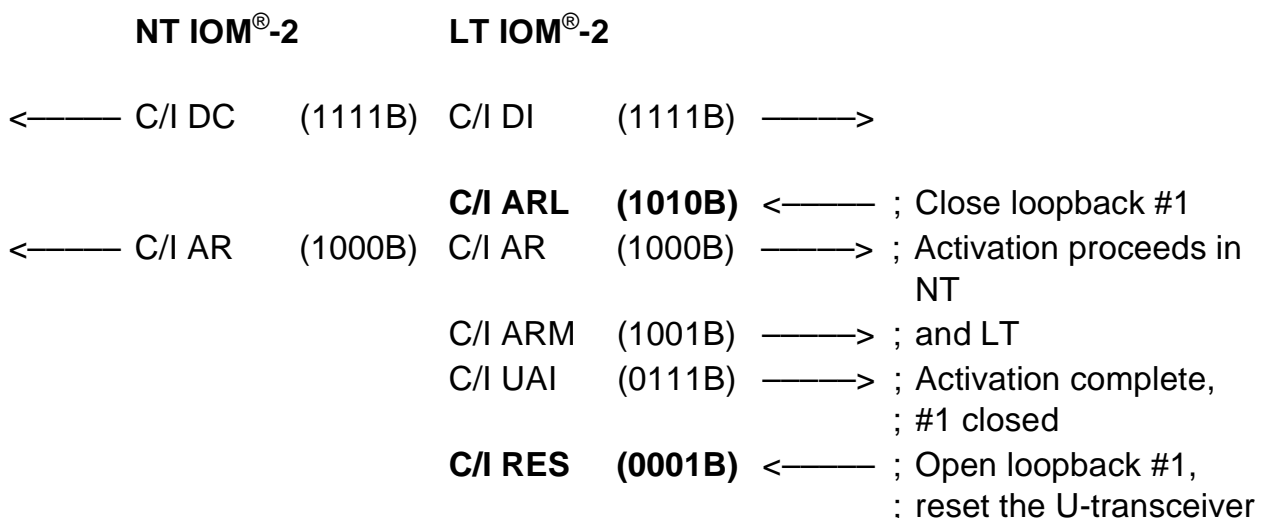 NT IOM®-2 LT IOM®-2
<––––– C/I DC (1111B) C/I DI (1111B) –––––>
C/I ARL (1010B) <––––– ; Close loopback #1
<––––– C/I AR (1000B) C/I AR (1000B) –––––> ; Activation proceeds in
NT
C/I ARM (1001B) –––––> ; and LT
C/I UAI (0111B) –––––> ; Activation complete,
; #1 closed
C/I RES (0001B) <––––– ; Open loopback #1,
; reset the U-transceiver